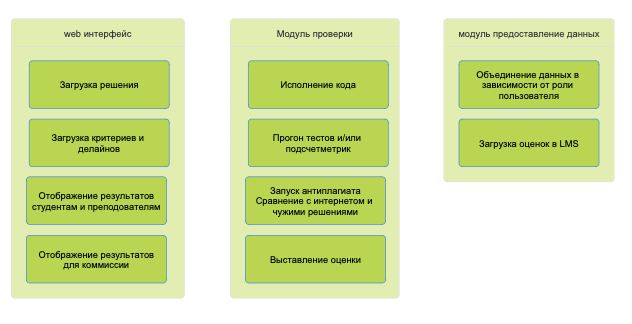 web интерфейс
Загрузка решения
Загрузка критериев и
делайнов
Отображение результатов
студентам и преподователям
Отображение результатов
для коммиссии
Модуль проверки
Исполнение кода
Прогон тестов и/или
подсчетметрик
Запуск антиплагиата
Сравнение с интернетом и
чужими решениями
Выставление оценки
модуль предоставление данных
Объединение данных в
зависимости от роли
пользователя
Загрузка оценок в LMS